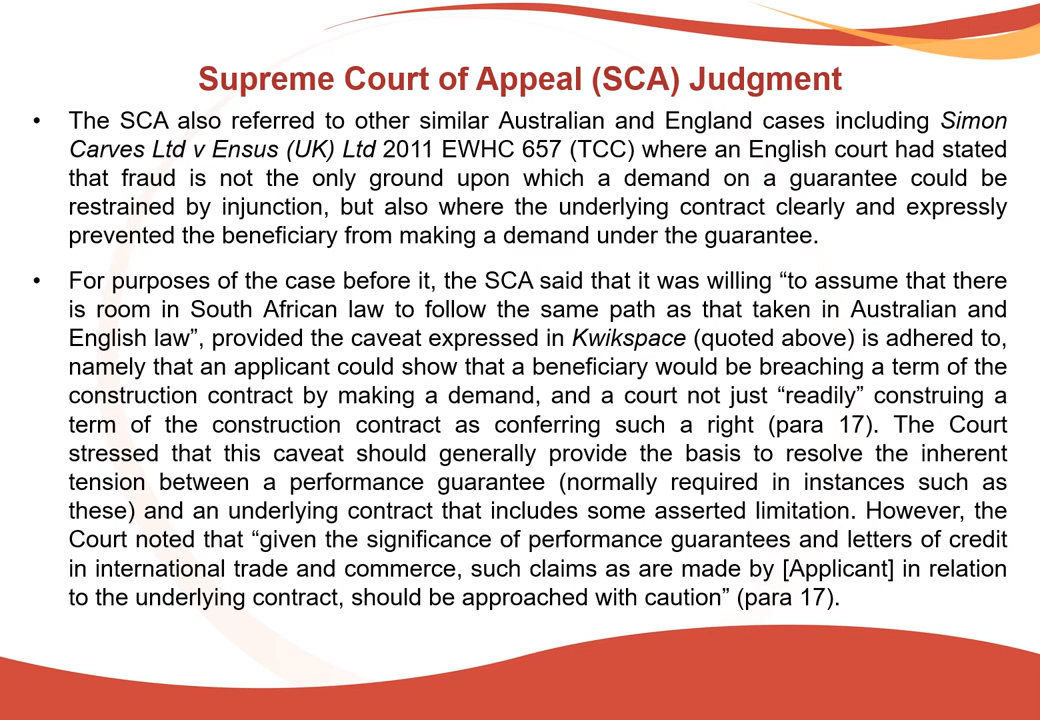 Supreme Court of Appeal (SCA) Judgment
• The SCA also referred to other similar Australian and England cases including Simon
Carves Ltd v Ensus (UK) Ltd 2011 EWHC 657 (TCC) where an English court had stated
that fraud is not the only ground upon which a demand on a guarantee could be
restrained by injunction, but also where the underlying contract clearly and expressly
prevented the beneficiary from making a demand under the guarantee.
• For purposes of the case before it, the SCA said that it was willing “to assume that there
is room in South African law to follow the same path as that taken in Australian and
English law”, provided the caveat expressed in Kwikspace (quoted above) is adhered to,
namely that an applicant could show that a beneficiary would be breaching a term of the
construction contract by making a demand, and a court not just “readily” construing a
term of the construction contract as conferring such a right (para 17). The Court
stressed that this caveat should generally provide the basis to resolve the inherent
tension between a performance guarantee (normally required in instances such as
these) and an underlying contract that includes some asserted limitation. However, the
Court noted that “given the significance of performance guarantees and letters of credit
in international trade and commerce, such claims as are made by [Applicant] in relation
to the underlying contract, should be approached with caution” (para 17).